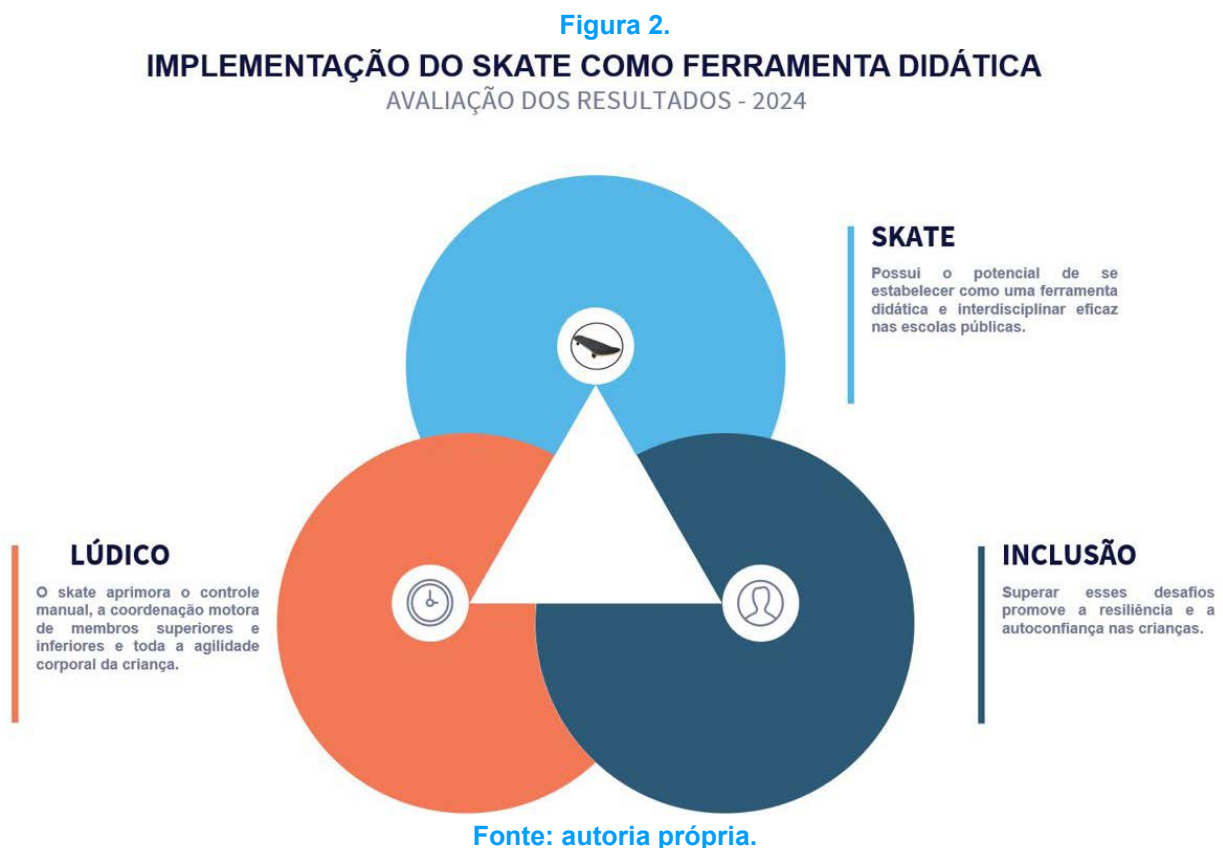 Figura 2.
IMPLEMENTAÇÃO DO SKATE COMO FERRAMENTA DIDÁTICA
AVALIAÇÃO DOS RESULTADOS - 2024
SKATE
Possui o potencial de se
estabelecer como uma ferramenta
didática e interdisciplinar eficaz
nas escolas públicas.
LÚDICO
O skate aprimora o controle
manual, a coordenação motora
de membros superiores e
inferiores e toda a agilidade
corporal da criança.
INCLUSÃO
Superar esses desafios
promove a resiliência e a
autoconfiança nas crianças.
Fonte: autoria própria.